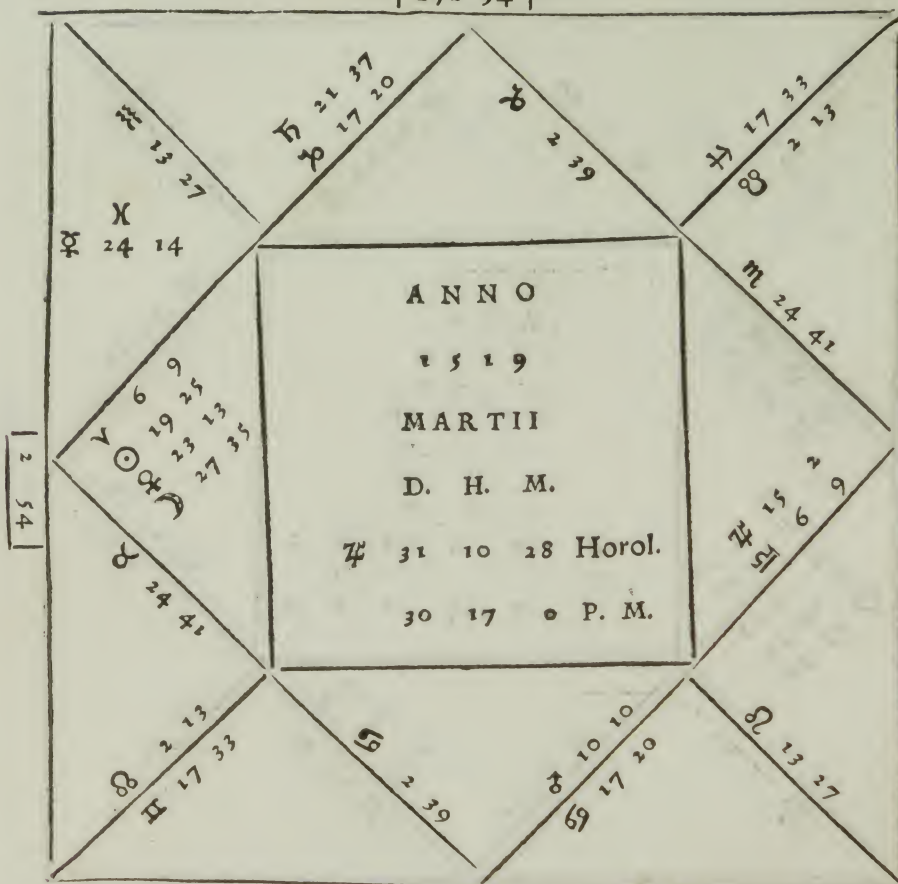 54
♄ 21 37
♑ 17 20
♑ 2 39
♐ 17 33
☋ 2 13
♒ 13 27
♓
☿ 24 14
♏ 24 41
ANNO
1519
MARTII
D. H. M.
♃ 31 10 28 Horol.
30 17 0 P. M.
♈ 6 9
☉ 19 25
♀ 23 13
☽ 27 35
2 54
♃ 15 2
♎ 6 9
♉ 24 41
☊ 2 13
♊ 17 33
♋ 2 39
♂ 10 10
♋ 17 20
♌ 13 27